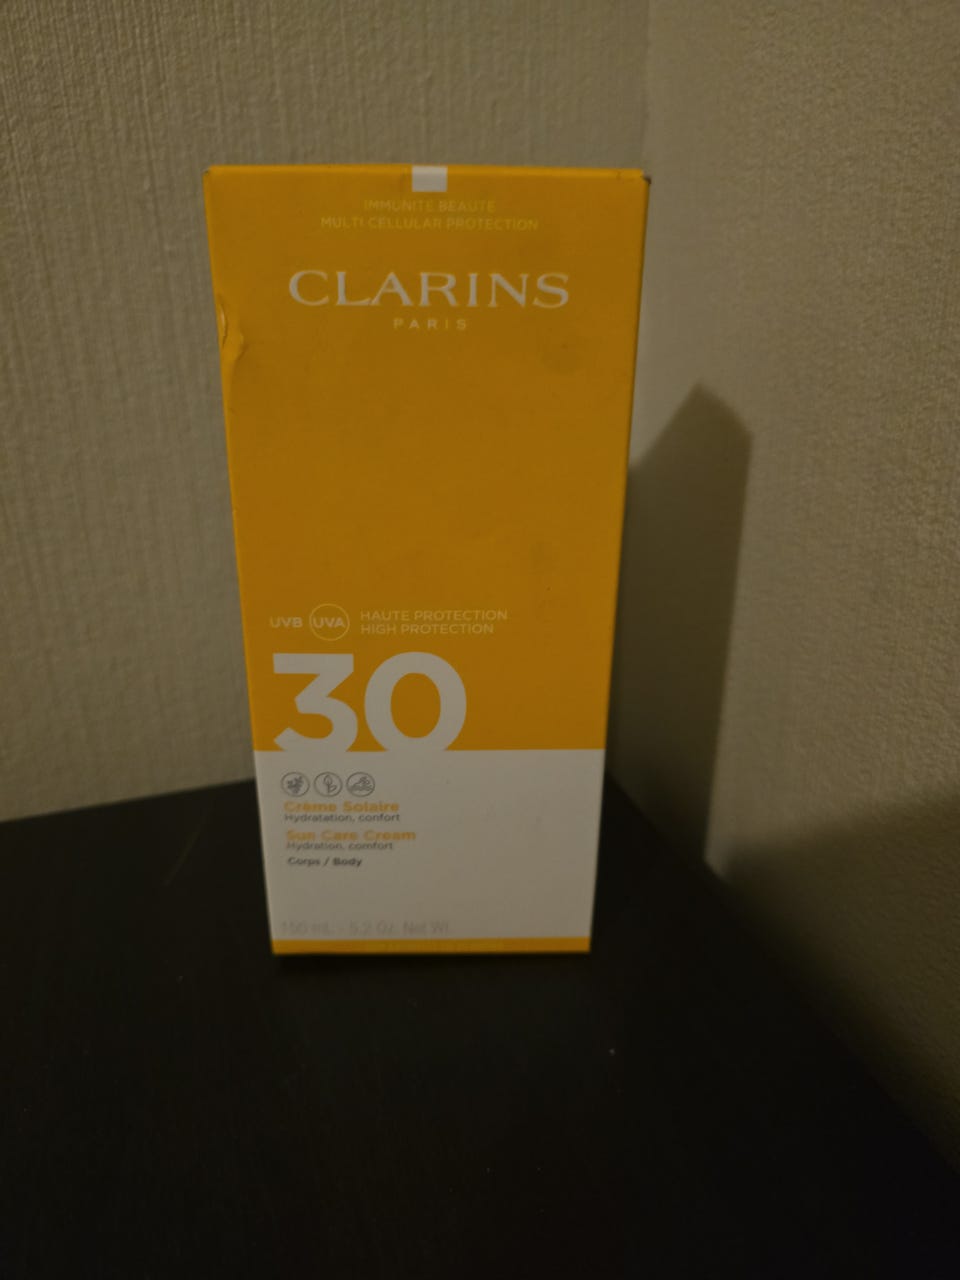 IMMUNITE BEAUTE
MULTI CELLULAR PROTECTION
CLARINS
PARIS
UVB UVA HAUTE PROTECTION
HIGH PROTECTION
30
Crème Solaire
Hydratation, confort
Sun Care Cream
Hydration, comfort
Corps / Body
150 mL - 5.2 Oz. Net Wt.